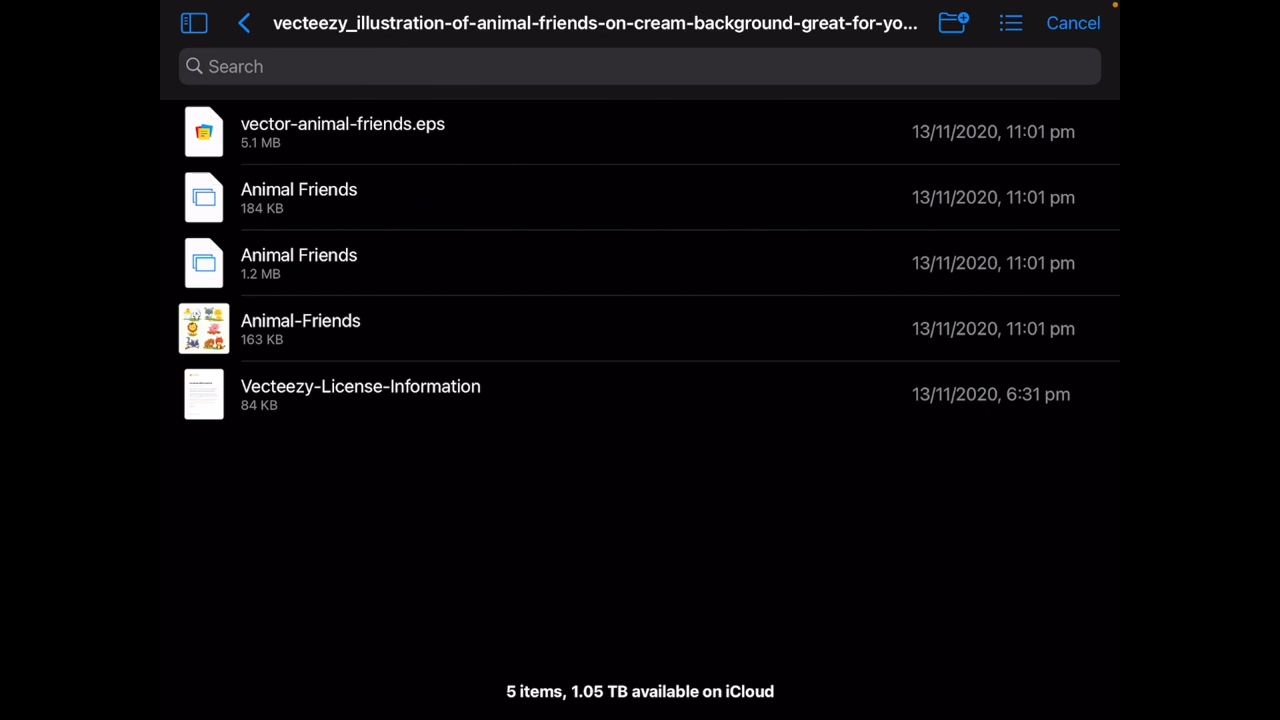 vecteezy_illustration-of-animal-friends-on-cream-background-great-for-yo...
Cancel
Search
vector-animal-friends.eps
5.1 MB
13/11/2020, 11:01 pm
Animal Friends
184 KB
13/11/2020, 11:01 pm
Animal Friends
1.2 MB
13/11/2020, 11:01 pm
Animal-Friends
163 KB
13/11/2020, 11:01 pm
Vecteezy-License-Information
84 KB
13/11/2020, 6:31 pm
5 items, 1.05 TB available on iCloud